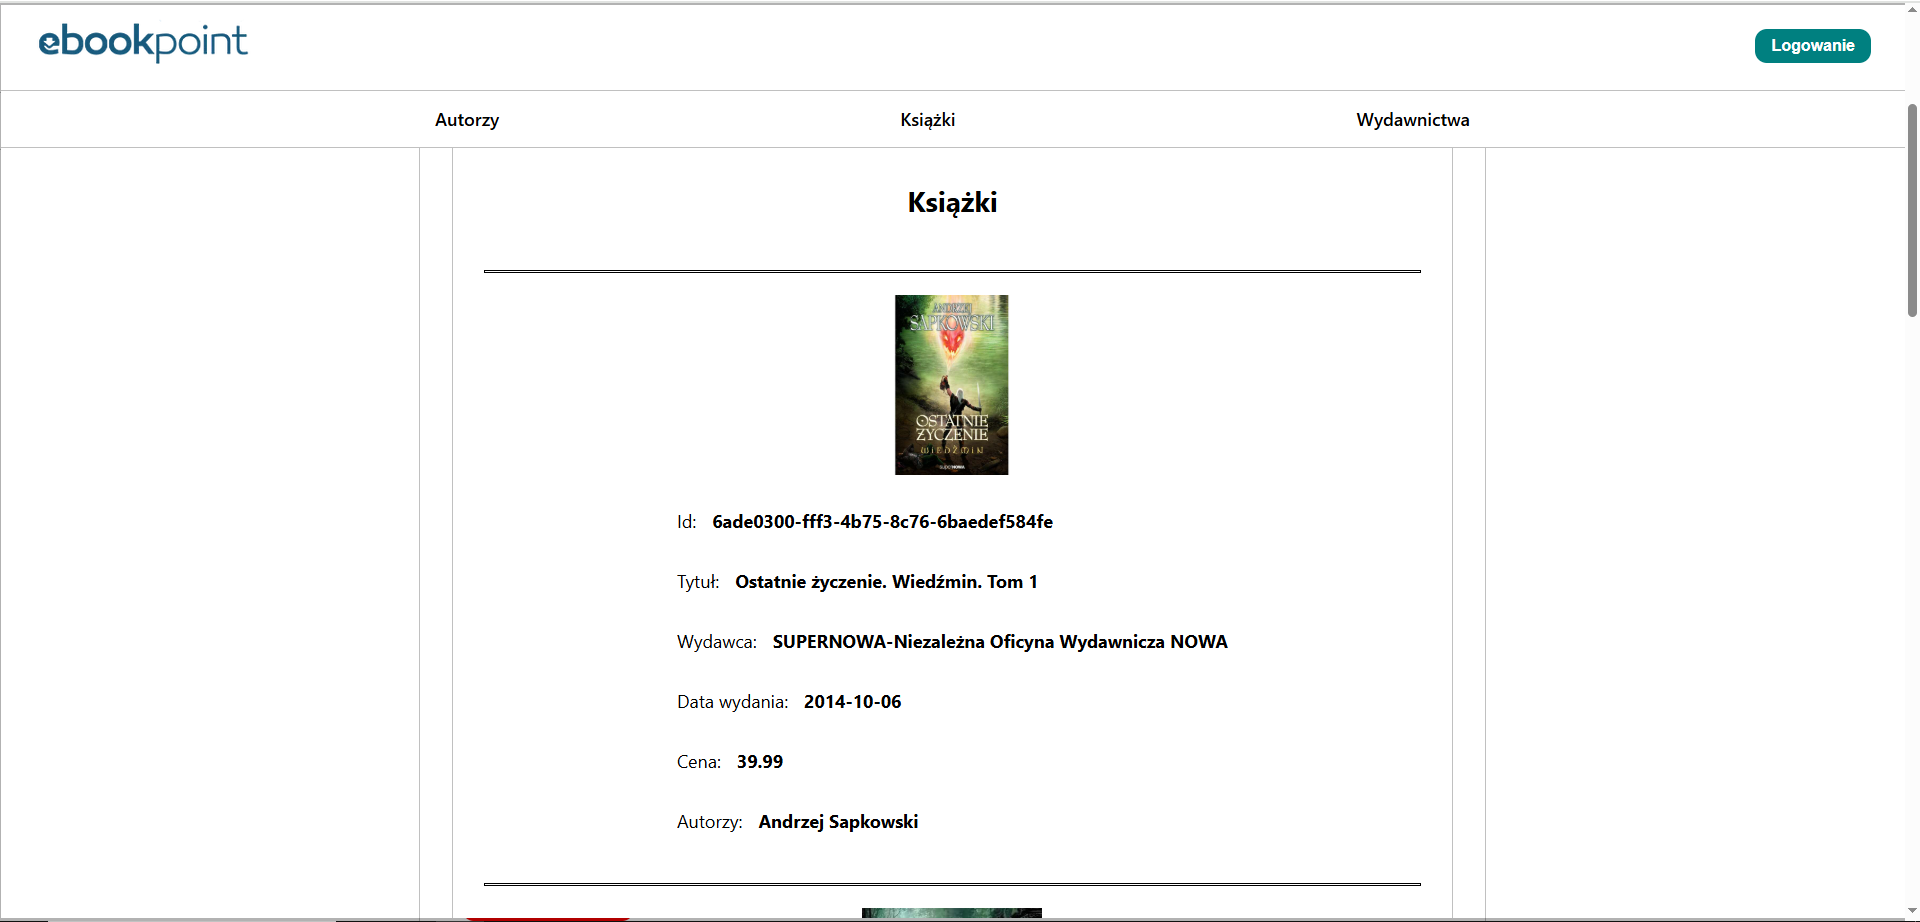 ebookpoint
Logowanie
Autorzy
Książki
Wydawnictwa
Książki
ANDRZEJ
SAPKOWSKI
OSTATNIE
ŻYCZENIE
WIEDŹMIN
superNOWA
Id: 6ade0300-fff3-4b75-8c76-6baedef584fe
Tytuł: Ostatnie życzenie. Wiedźmin. Tom 1
Wydawca: SUPERNOWA-Niezależna Oficyna Wydawnicza NOWA
Data wydania: 2014-10-06
Cena: 39.99
Autorzy: Andrzej Sapkowski